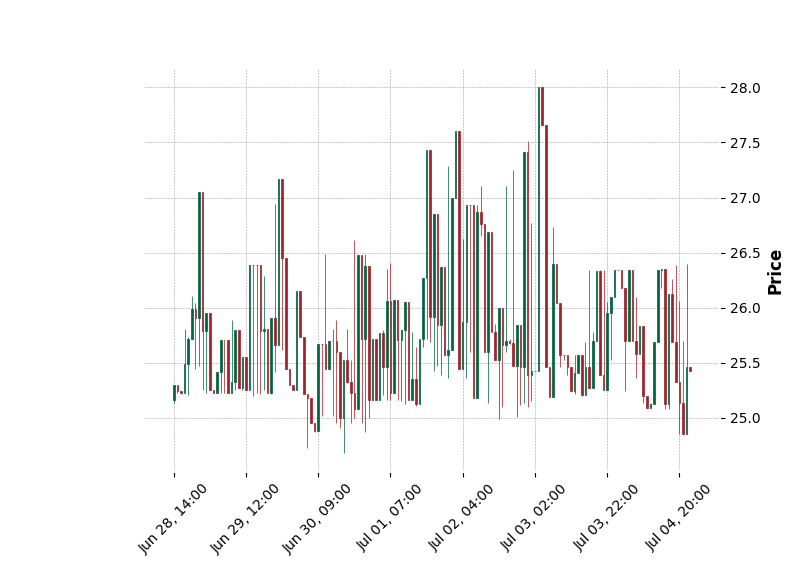 28.0
27.5
27.0
26.5
26.0
25.5
25.0
Price
Jun 28, 14:00
Jun 29, 12:00
Jun 30, 09:00
Jul 01, 07:00
Jul 02, 04:00
Jul 03, 02:00
Jul 03, 22:00
Jul 04, 20:00